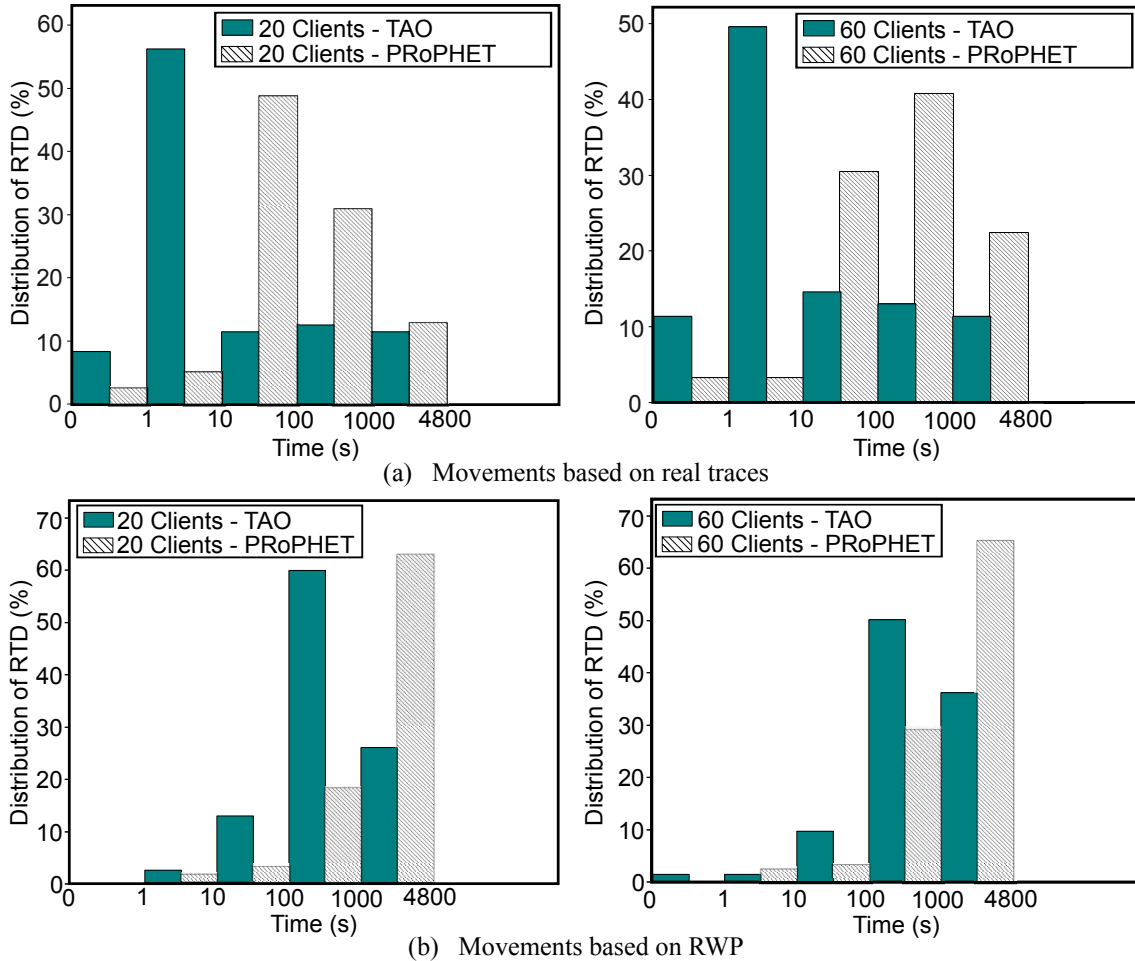 60
50
40
30
20
10
0
Distribution of RTD (%)
20 Clients - TAO
20 Clients - PRoPHET
0 1 10 100 1000 4800
Time (s)
50
40
30
20
10
0
Distribution of RTD (%)
60 Clients - TAO
60 Clients - PRoPHET
0 1 10 100 1000 4800
Time (s)
(a) Movements based on real traces
70
60
50
40
30
20
10
0
Distribution of RTD (%)
20 Clients - TAO
20 Clients - PRoPHET
0 1 10 100 1000 4800
Time (s)
70
60
50
40
30
20
10
0
Distribution of RTD (%)
60 Clients - TAO
60 Clients - PRoPHET
0 1 10 100 1000 4800
Time (s)
(b) Movements based on RWP